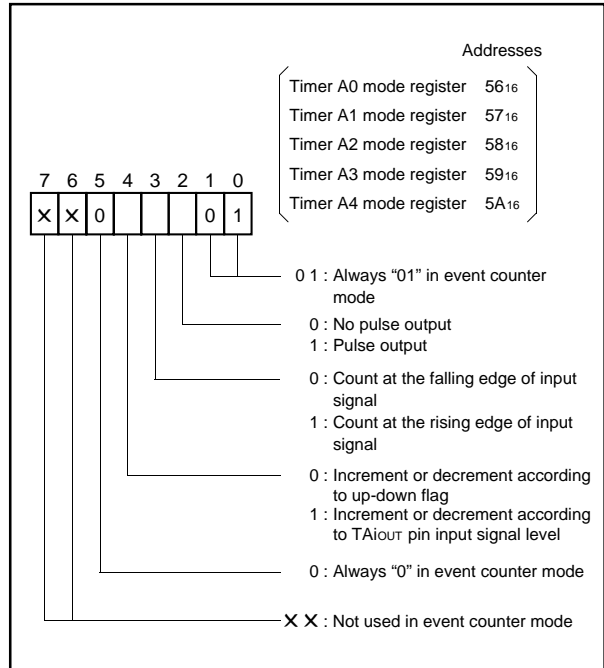 Addresses
Timer A0 mode register 5616
Timer A1 mode register 5716
Timer A2 mode register 5816
Timer A3 mode register 5916
Timer A4 mode register 5A16
7 6 5 4 3 2 1 0
× × 0 0 1
0 1 : Always “01” in event counter
mode
0 : No pulse output
1 : Pulse output
0 : Count at the falling edge of input
signal
1 : Count at the rising edge of input
signal
0 : Increment or decrement according
to up-down flag
1 : Increment or decrement according
to TAiOUT pin input signal level
0 : Always “0” in event counter mode
× × : Not used in event counter mode